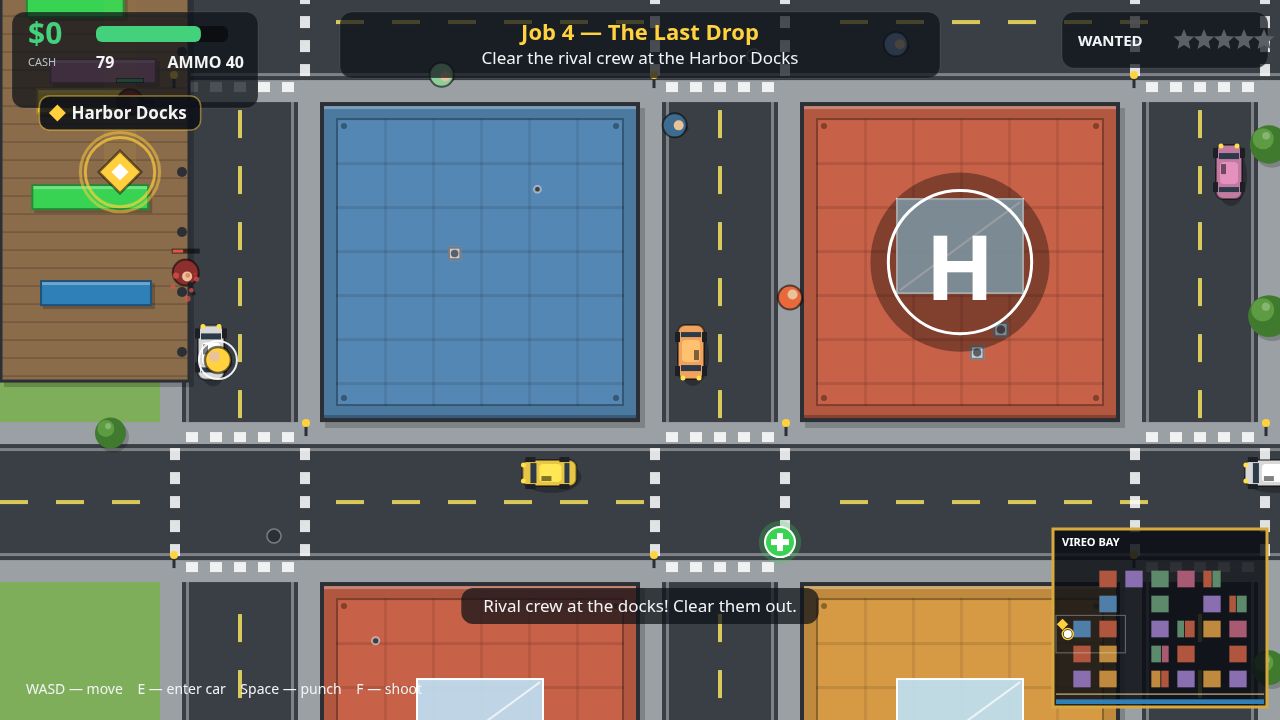 $0
CASH
79
AMMO 40
Job 4 — The Last Drop
Clear the rival crew at the Harbor Docks
WANTED
Harbor Docks
H
VIREO BAY
Rival crew at the docks! Clear them out.
WASD — move E — enter car Space — punch F — shoot